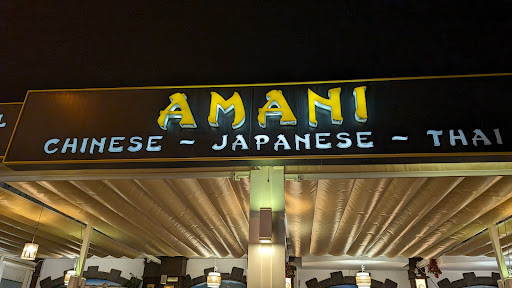 AMANI
CHINESE ~ JAPANESE ~ THAI